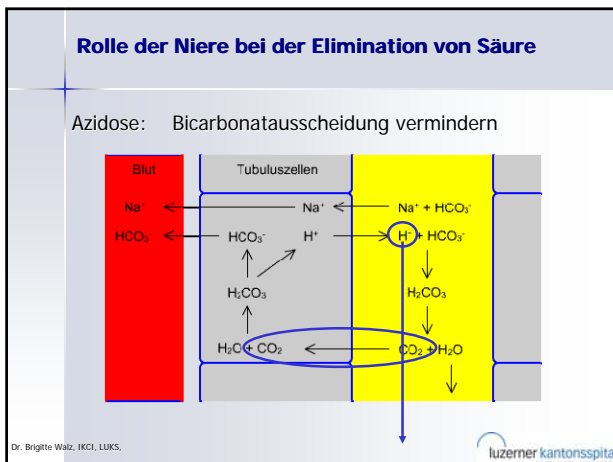 Rolle der Niere bei der Elimination von Säure
Azidose: Bicarbonatausscheidung vermindern
Blut Tubuluszellen
Na⁺ Na⁺ Na⁺ + HCO₃⁻
HCO₃⁻ HCO₃⁻ H⁺ H⁺ + HCO₃⁻
H₂CO₃ H₂CO₃
H₂O + CO₂ CO₂ + H₂O
Dr. Brigitte Walz, IKCI, LUKS,
luzerner kantonsspital